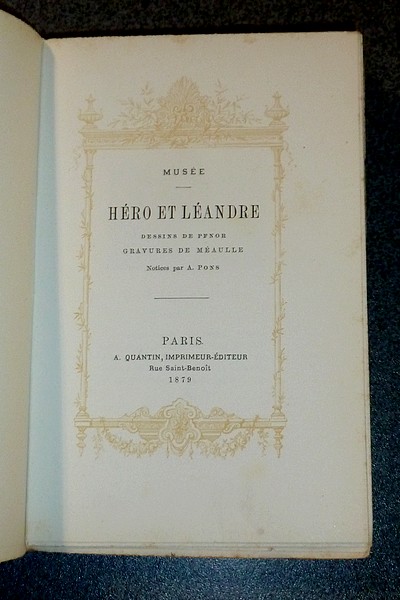 MUSÉE
HÉRO ET LÉANDRE
DESSINS DE PFNOR
GRAVURES DE MÉAULLE
Notices par A. PONS
PARIS
A. QUANTIN, IMPRIMEUR-ÉDITEUR
Rue Saint-Benoît
1879